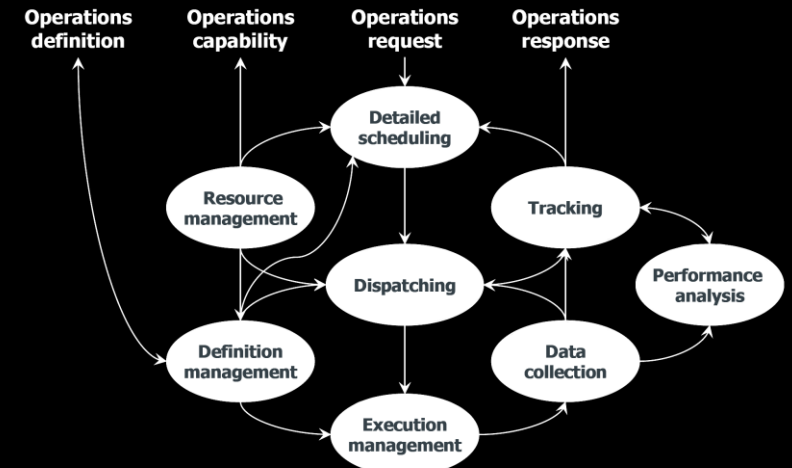 Operations
definition
Operations
capability
Operations
request
Operations
response
Detailed
scheduling
Resource
management
Tracking
Dispatching
Performance
analysis
Definition
management
Data
collection
Execution
management